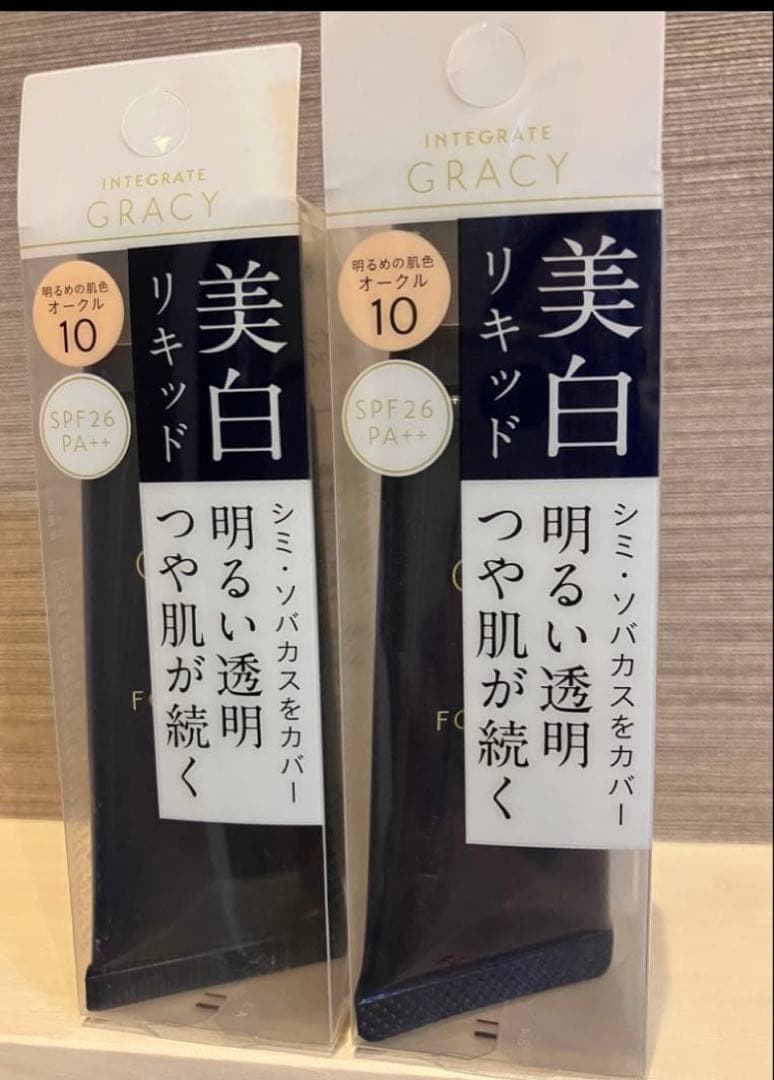 INTEGRATE
GRACY
明るめの肌色
オークル
10
SPF26
PA++
美白
リキッド
シミ・ソバカスをカバー
明るい透明
つや肌が続く
INTEGRATE
GRACY
明るめの肌色
オークル
10
SPF26
PA++
美白
リキッド
シミ・ソバカスをカバー
明るい透明
つや肌が続く